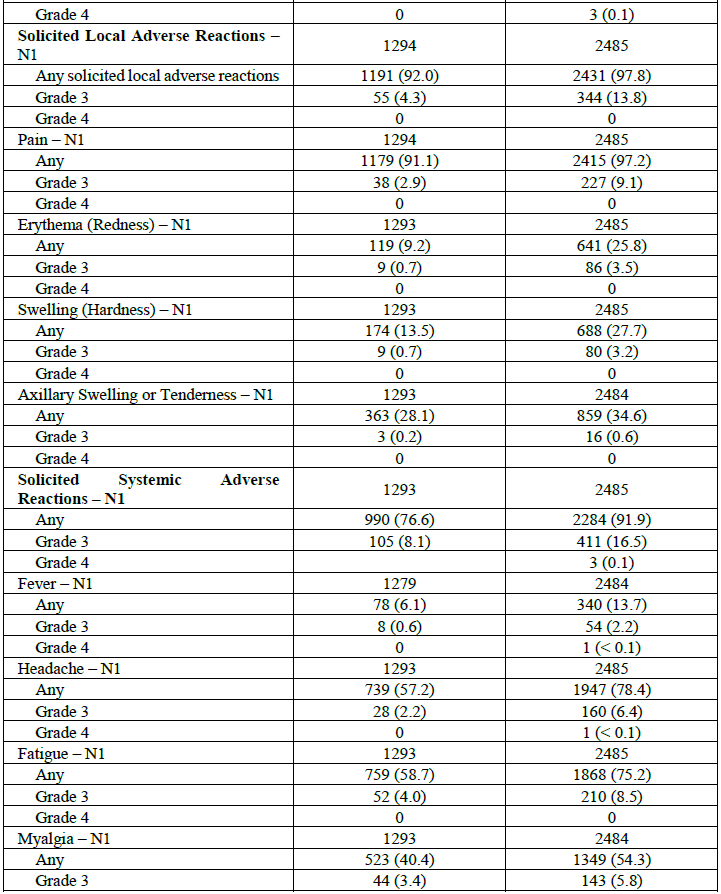 Grade 4 0 3 (0.1)
Solicited Local Adverse Reactions –
N1 1294 2485
Any solicited local adverse reactions 1191 (92.0) 2431 (97.8)
Grade 3 55 (4.3) 344 (13.8)
Grade 4 0 0
Pain – N1 1294 2485
Any 1179 (91.1) 2415 (97.2)
Grade 3 38 (2.9) 227 (9.1)
Grade 4 0 0
Erythema (Redness) – N1 1293 2485
Any 119 (9.2) 641 (25.8)
Grade 3 9 (0.7) 86 (3.5)
Grade 4 0 0
Swelling (Hardness) – N1 1293 2485
Any 174 (13.5) 688 (27.7)
Grade 3 9 (0.7) 80 (3.2)
Grade 4 0 0
Axillary Swelling or Tenderness – N1 1293 2484
Any 363 (28.1) 859 (34.6)
Grade 3 3 (0.2) 16 (0.6)
Grade 4 0 0
Solicited Systemic Adverse
Reactions – N1 1293 2485
Any 990 (76.6) 2284 (91.9)
Grade 3 105 (8.1) 411 (16.5)
Grade 4 3 (0.1)
Fever – N1 1279 2484
Any 78 (6.1) 340 (13.7)
Grade 3 8 (0.6) 54 (2.2)
Grade 4 0 1 (< 0.1)
Headache – N1 1293 2485
Any 739 (57.2) 1947 (78.4)
Grade 3 28 (2.2) 160 (6.4)
Grade 4 0 1 (< 0.1)
Fatigue – N1 1293 2485
Any 759 (58.7) 1868 (75.2)
Grade 3 52 (4.0) 210 (8.5)
Grade 4 0 0
Myalgia – N1 1293 2484
Any 523 (40.4) 1349 (54.3)
Grade 3 44 (3.4) 143 (5.8)